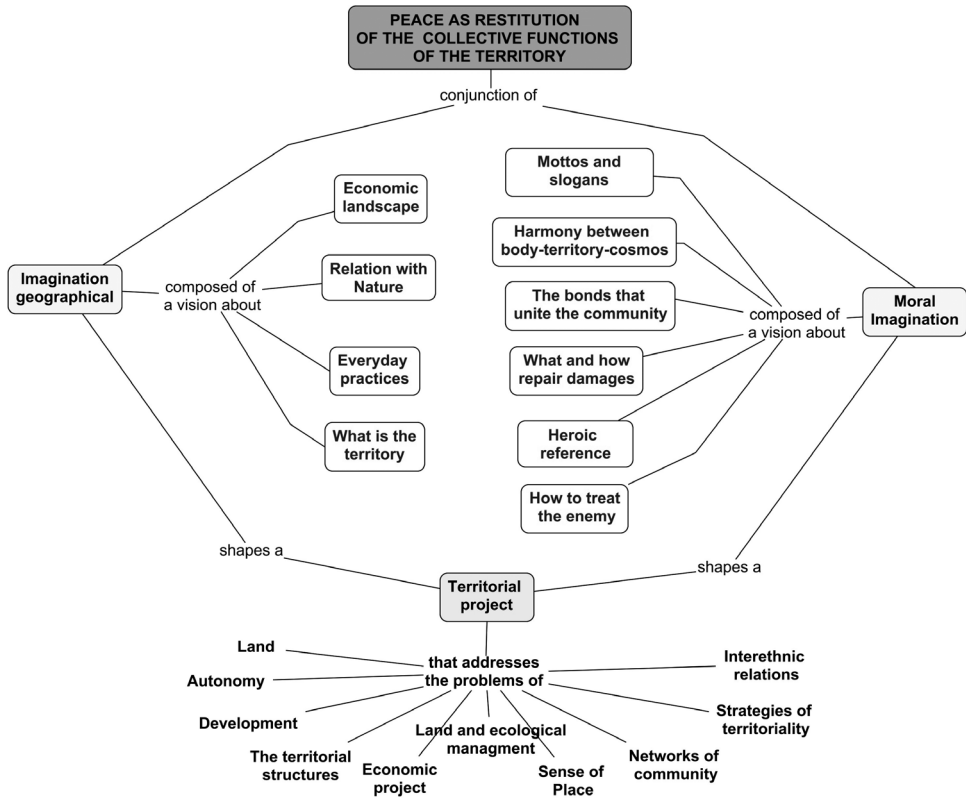 PEACE AS RESTITUTION
OF THE COLLECTIVE FUNCTIONS
OF THE TERRITORY
conjunction of
Imagination
geographical
composed of
a vision about
Economic
landscape
Relation with
Nature
Everyday
practices
What is the
territory
Mottos and
slogans
Harmony between
body-territory-cosmos
The bonds that
unite the community
What and how
repair damages
Heroic
reference
How to treat
the enemy
composed of
a vision about
Moral
Imagination
shapes a
shapes a
Territorial
project
that addresses
the problems of
Land
Autonomy
Development
The territorial
structures
Economic
project
Land and ecological
managment
Sense of
Place
Networks of
community
Strategies of
territoriality
Interethnic
relations